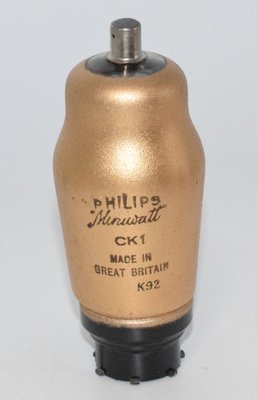 PHILIPS
Miniwatt
CK1
MADE IN
GREAT BRITAIN
K92